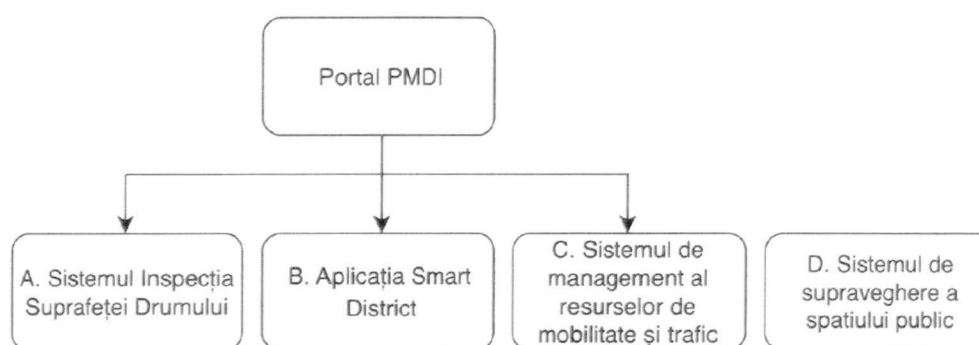 Portal PMDI
A. Sistemul Inspecția
Suprafeței Drumului
B. Aplicația Smart
District
C. Sistemul de
management al
resurselor de
mobilitate și trafic
D. Sistemul de
supraveghere a
spatiului public